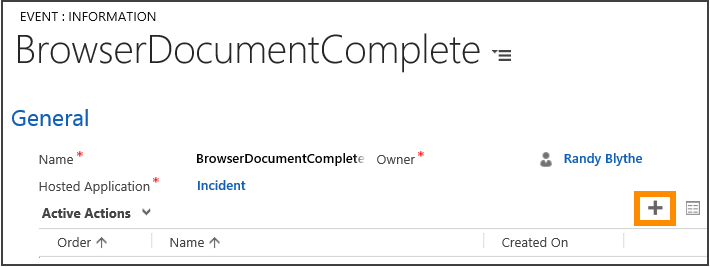 EVENT : INFORMATION
BrowserDocumentComplete
General
Name * BrowserDocumentComplete Owner * Randy Blythe
Hosted Application * Incident
Active Actions
Order Name Created On